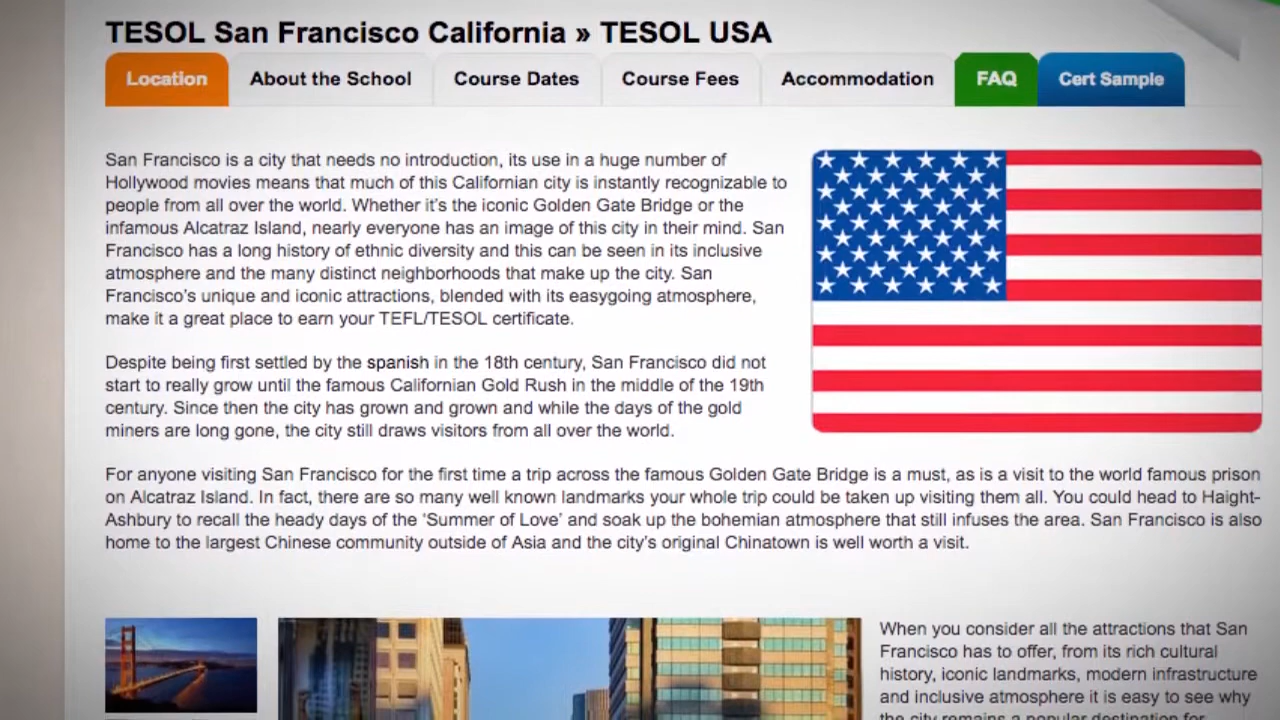 TESOL San Francisco California » TESOL USA
Location About the School Course Dates Course Fees Accommodation FAQ Cert Sample
San Francisco is a city that needs no introduction, its use in a huge number of
Hollywood movies means that much of this Californian city is instantly recognizable to
people from all over the world. Whether it's the iconic Golden Gate Bridge or the
infamous Alcatraz Island, nearly everyone has an image of this city in their mind. San
Francisco has a long history of ethnic diversity and this can be seen in its inclusive
atmosphere and the many distinct neighborhoods that make up the city. San
Francisco's unique and iconic attractions, blended with its easygoing atmosphere,
make it a great place to earn your TEFL/TESOL certificate.
Despite being first settled by the spanish in the 18th century, San Francisco did not
start to really grow until the famous Californian Gold Rush in the middle of the 19th
century. Since then the city has grown and grown and while the days of the gold
miners are long gone, the city still draws visitors from all over the world.
For anyone visiting San Francisco for the first time a trip across the famous Golden Gate Bridge is a must, as is a visit to the world famous prison
on Alcatraz Island. In fact, there are so many well known landmarks your whole trip could be taken up visiting them all. You could head to Haight-
Ashbury to recall the heady days of the ‘Summer of Love’ and soak up the bohemian atmosphere that still infuses the area. San Francisco is also
home to the largest Chinese community outside of Asia and the city's original Chinatown is well worth a visit.
When you consider all the attractions that San
Francisco has to offer, from its rich cultural
history, iconic landmarks, modern infrastructure
and inclusive atmosphere it is easy to see why
the city remains a popular destination for